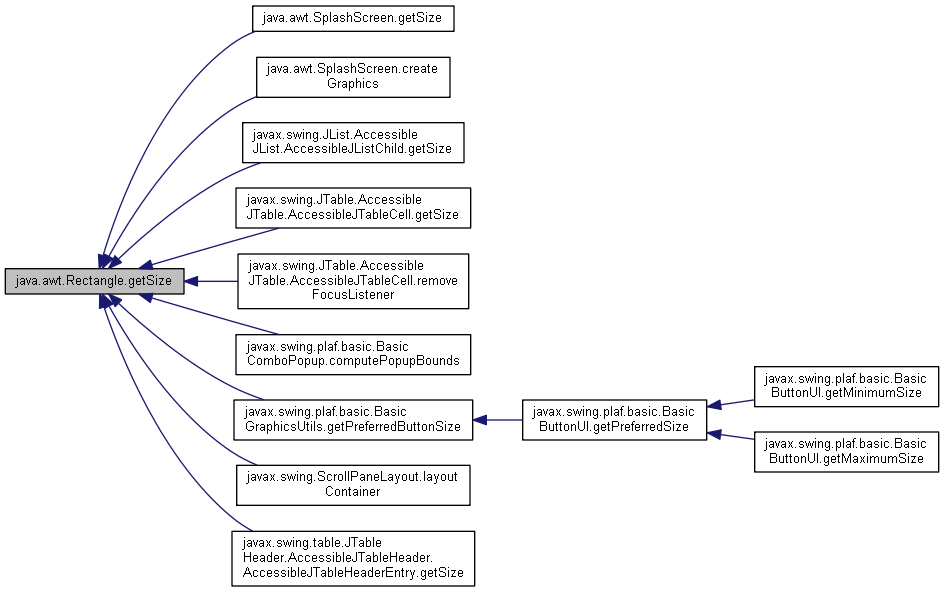 java.awt.SplashScreen.getSize
java.awt.SplashScreen.create
Graphics
javax.swing.JList.Accessible
JList.AccessibleJListChild.getSize
javax.swing.JTable.Accessible
JTable.AccessibleJTableCell.getSize
java.awt.Rectangle.getSize
javax.swing.JTable.Accessible
JTable.AccessibleJTableCell.remove
FocusListener
javax.swing.plaf.basic.Basic
ComboPopup.computePopupBounds
javax.swing.plaf.basic.Basic
GraphicsUtils.getPreferredButtonSize
javax.swing.plaf.basic.Basic
ButtonUI.getPreferredSize
javax.swing.plaf.basic.Basic
ButtonUI.getMinimumSize
javax.swing.plaf.basic.Basic
ButtonUI.getMaximumSize
javax.swing.ScrollPaneLayout.layout
Container
javax.swing.table.JTable
Header.AccessibleJTableHeader.
AccessibleJTableHeaderEntry.getSize